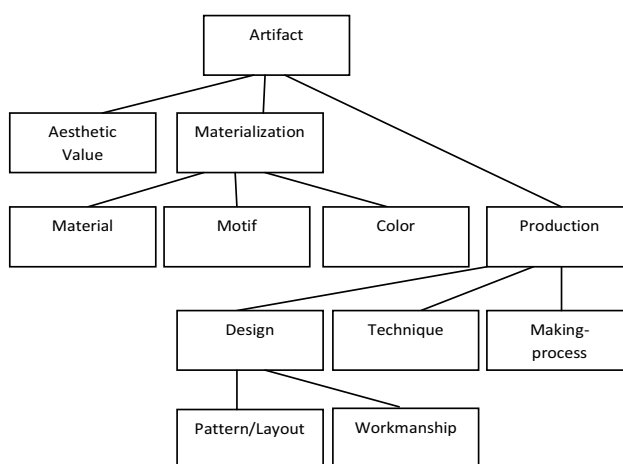 Artifact
Aesthetic
Value
Materialization
Material
Motif
Color
Production
Design
Technique
Making-
process
Pattern/Layout
Workmanship